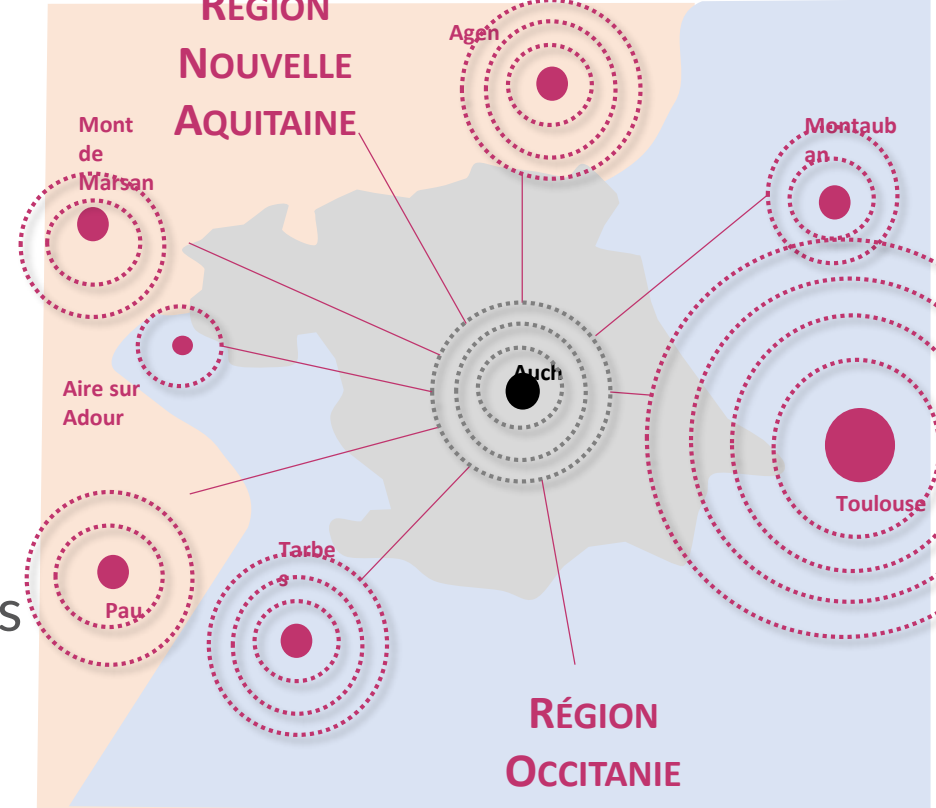 RÉGION
NOUVELLE
AQUITAINE
Agen
Mont
de
Marsan
Montaub
an
Auch
Aire sur
Adour
Toulouse
Tarbe
s
Pau
s
RÉGION
OCCITANIE